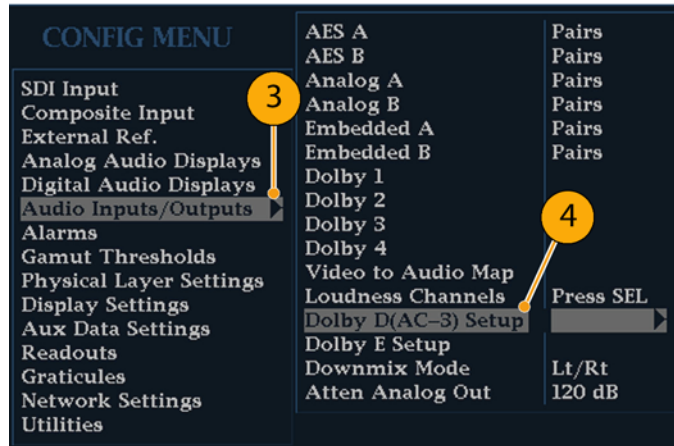 CONFIG MENU
SDI Input
Composite Input
External Ref.
Analog Audio Displays
Digital Audio Displays
Audio Inputs/Outputs
Alarms
Gamut Thresholds
Physical Layer Settings
Display Settings
Aux Data Settings
Readouts
Graticules
Network Settings
Utilities
3
AES A Pairs
AES B Pairs
Analog A Pairs
Analog B Pairs
Embedded A Pairs
Embedded B Pairs
Dolby 1
Dolby 2
Dolby 3
Dolby 4
Video to Audio Map
Loudness Channels Press SEL
Dolby D(AC-3) Setup
Dolby E Setup
Downmix Mode Lt/Rt
Atten Analog Out 120 dB
4